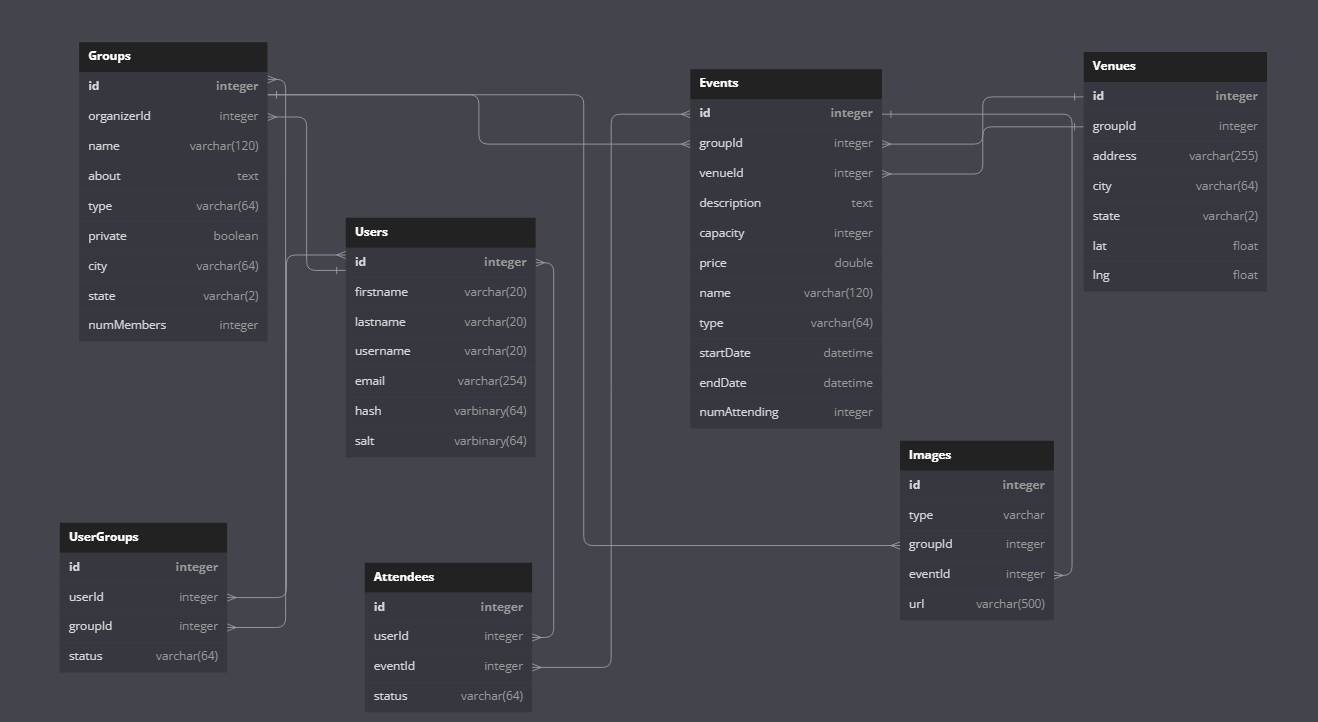 Groups
id integer
organizerId integer
name varchar(120)
about text
type varchar(64)
private boolean
city varchar(64)
state varchar(2)
numMembers integer
Users
id integer
firstname varchar(20)
lastname varchar(20)
username varchar(20)
email varchar(254)
hash varbinary(64)
salt varbinary(64)
UserGroups
id integer
userId integer
groupId integer
status varchar(64)
Attendees
id integer
userId integer
eventId integer
status varchar(64)
Events
id integer
groupId integer
venueId integer
description text
capacity integer
price double
name varchar(120)
type varchar(64)
startDate datetime
endDate datetime
numAttending integer
Images
id integer
type varchar
groupId integer
eventId integer
url varchar(500)
Venues
id integer
groupId integer
address varchar(255)
city varchar(64)
state varchar(2)
lat float
lng float